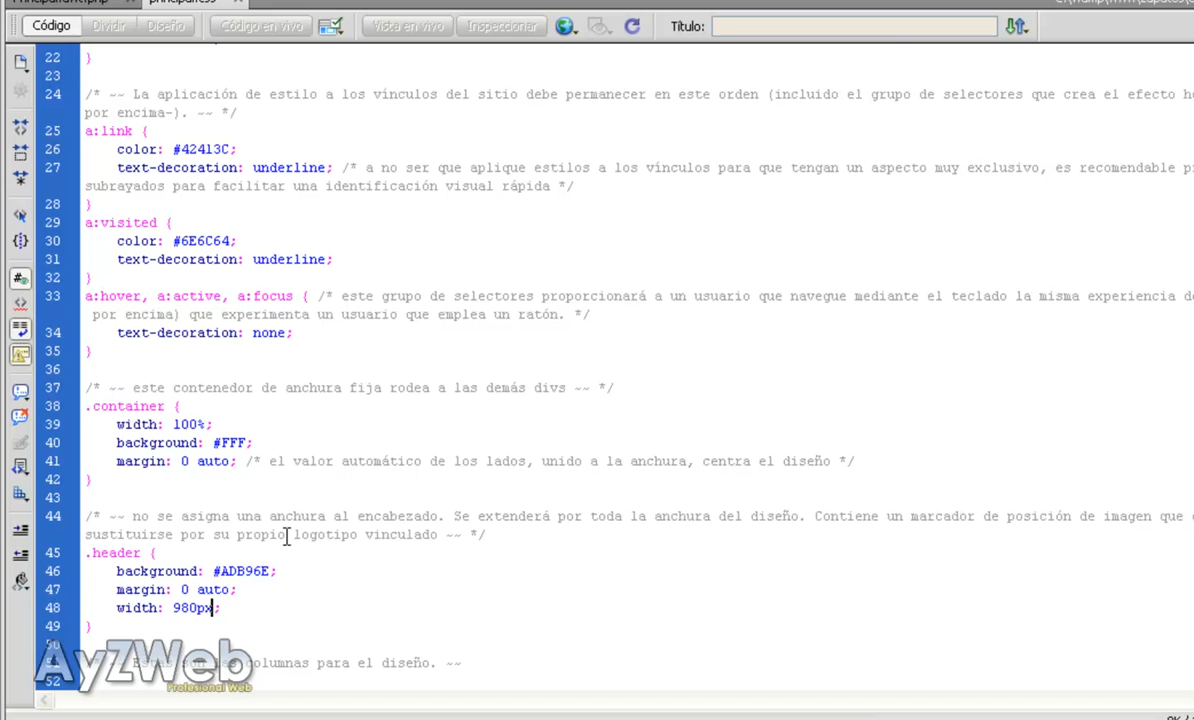 principal.css
Código Dividir Diseño Código en vivo Vista en vivo Inspeccionar Título:
22 }
23
24 /* ~~ La aplicación de estilo a los vínculos del sitio debe permanecer en este orden (incluido el grupo de selectores que crea el efecto
por encima-). ~~ */
25 a:link {
26 color: #42413C;
27 text-decoration: underline; /* a no ser que aplique estilos a los vínculos para que tengan un aspecto muy exclusivo, es recomendable
subrayados para facilitar una identificación visual rápida */
28 }
29 a:visited {
30 color: #6E6C64;
31 text-decoration: underline;
32 }
33 a:hover, a:active, a:focus { /* este grupo de selectores proporcionará a un usuario que navegue mediante el teclado la misma experiencia
por encima) que experimenta un usuario que emplea un ratón. */
34 text-decoration: none;
35 }
36
37 /* ~~ este contenedor de anchura fija rodea a las demás divs ~~ */
38 .container {
39 width: 100%;
40 background: #FFF;
41 margin: 0 auto; /* el valor automático de los lados, unido a la anchura, centra el diseño */
42 }
43
44 /* ~~ no se asigna una anchura al encabezado. Se extenderá por toda la anchura del diseño. Contiene un marcador de posición de imagen que
sustituirse por su propio logotipo vinculado ~~ */
45 .header {
46 background: #ADB96E;
47 margin: 0 auto;
48 width: 980px;
49 }
50
51 /* ~~ Estas son las columnas para el diseño. ~~
52
AyZWeb
Profesional Web